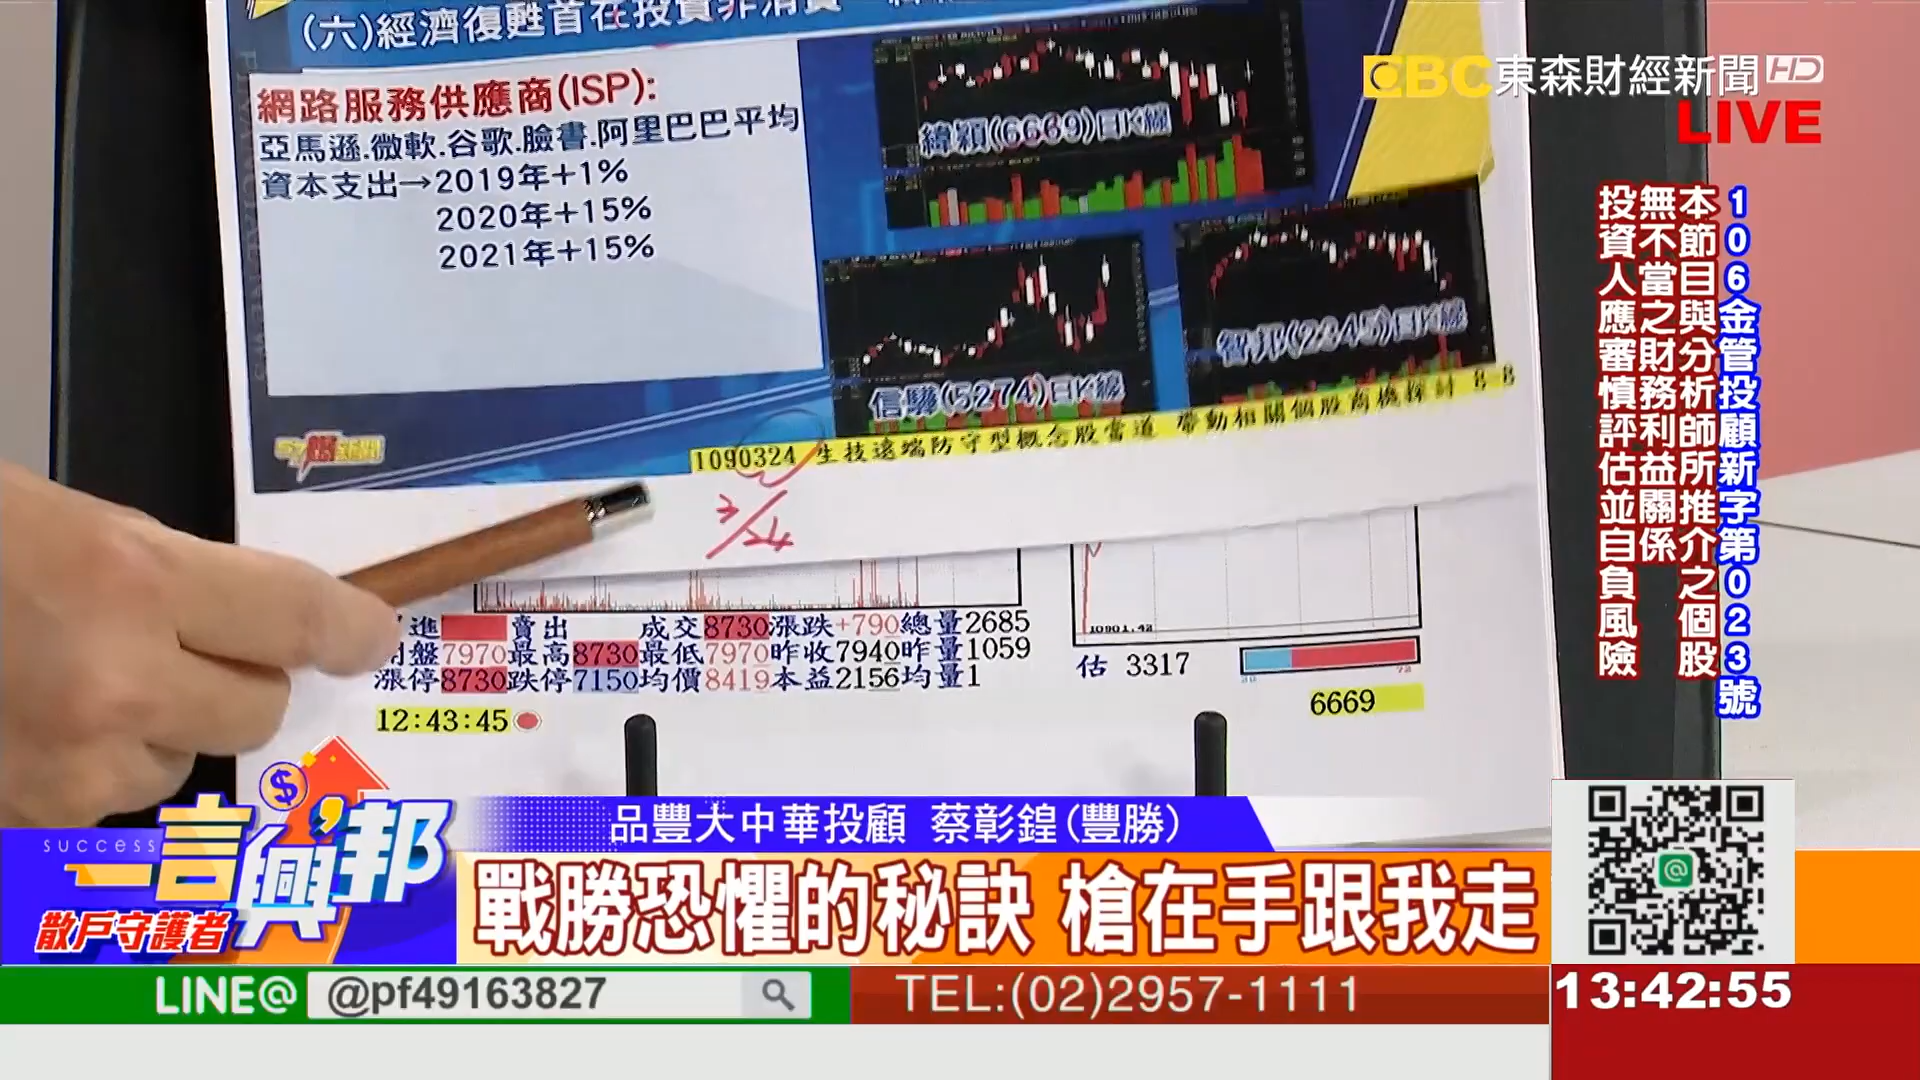 (六)經濟復甦首在投資非消費
網路服務供應商(ISP):
亞馬遜.微軟.谷歌.臉書.阿里巴巴平均
資本支出→2019年+1%
2020年+15%
2021年+15%
緯穎(6669)日K線
信驊(5274)日K線
智邦(2345)日K線
1090324 生技遠端防守型概念股當道 帶動相關個股商機探討 8-8
10901.42
進 賣出 成交8730漲跌+790總量2685
開盤7970最高8730最低7970昨收7940昨量1059
漲停8730跌停7150均價8419本益2156均量1
估 3317
12:43:45
6669
EBC東森財經新聞HD
LIVE
106金管投顧新字第023號
本節目與分析師所推介之個股
無不當之財務利益關係
投資人應審慎評估並自負風險
success
一言興邦
散戶守護者
品豐大中華投顧 蔡彰鍠(豐勝)
戰勝恐懼的秘訣 槍在手跟我走
LINE@ @pf49163827
TEL:(02)2957-1111
13:42:55